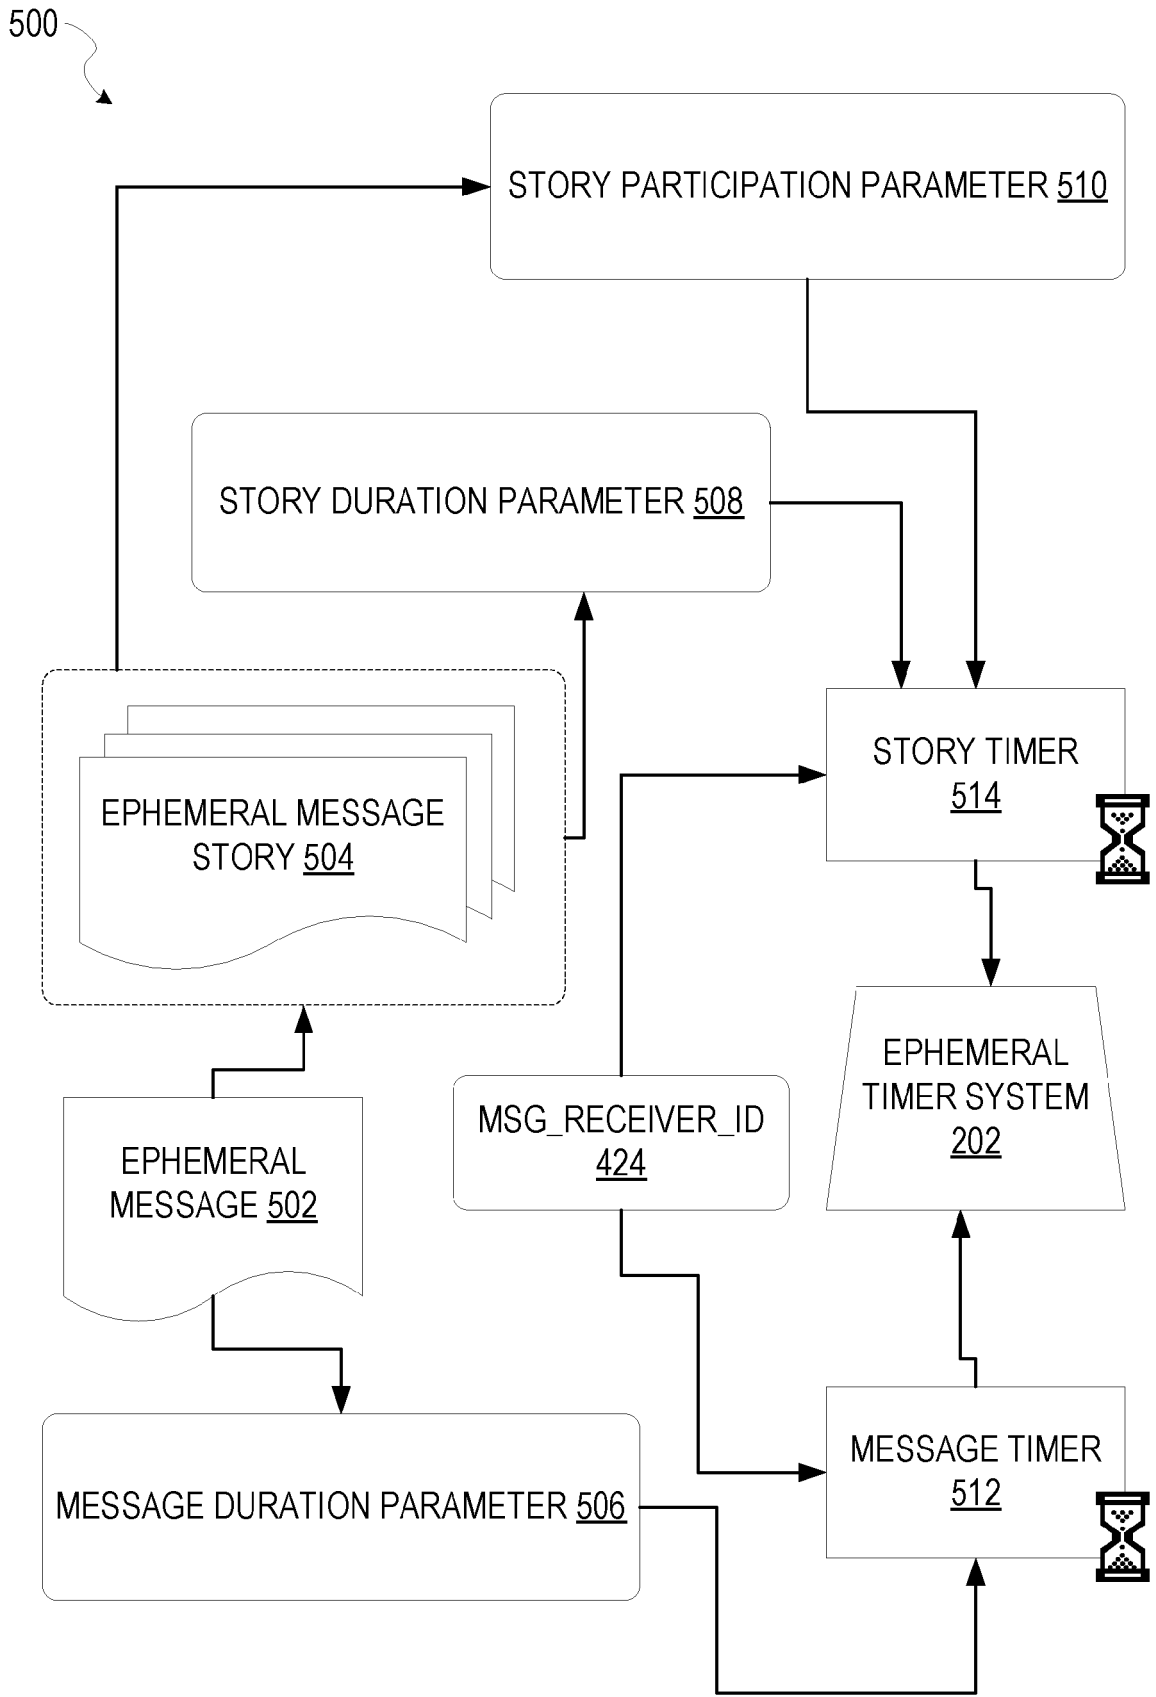 500
STORY PARTICIPATION PARAMETER 510
STORY DURATION PARAMETER 508
STORY TIMER
514
EPHEMERAL MESSAGE
STORY 504
EPHEMERAL
TIMER SYSTEM
202
MSG_RECEIVER_ID
424
EPHEMERAL
MESSAGE 502
MESSAGE TIMER
512
MESSAGE DURATION PARAMETER 506